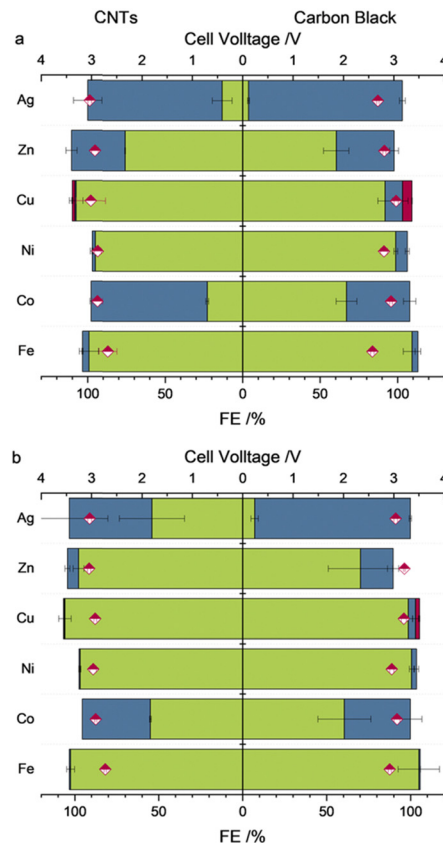 CNTs Carbon Black
a
Cell Volltage /V
4 3 2 1 0 1 2 3 4
Ag
Zn
Cu
Ni
Co
Fe
100 50 0 50 100
FE /%
b
Cell Volltage /V
4 3 2 1 0 1 2 3 4
Ag
Zn
Cu
Ni
Co
Fe
100 50 0 50 100
FE /%